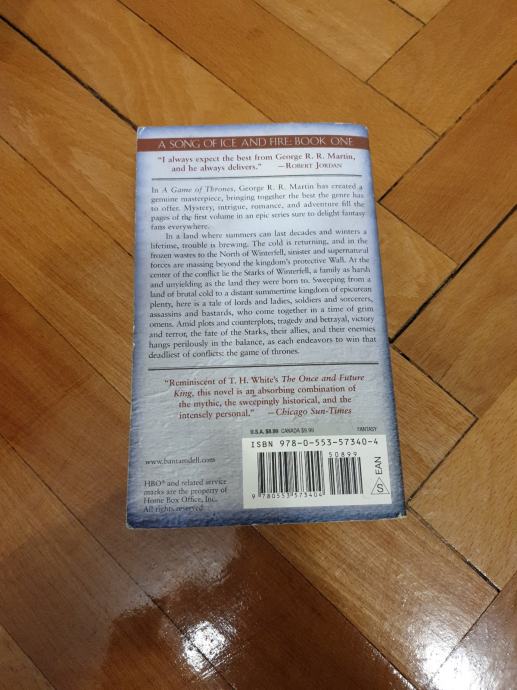 A SONG OF ICE AND FIRE: BOOK ONE
"I always expect the best from George R. R. Martin,
and he always delivers." —ROBERT JORDAN
In A Game of Thrones, George R. R. Martin has created a
genuine masterpiece, bringing together the best the genre has
to offer. Mystery, intrigue, romance, and adventure fill the
pages of the first volume in an epic series sure to delight fantasy
fans everywhere.
In a land where summers can last decades and winters a
lifetime, trouble is brewing. The cold is returning, and in the
frozen wastes to the North of Winterfell, sinister and supernatural
forces are massing beyond the kingdom's protective Wall. At the
center of the conflict lie the Starks of Winterfell, a family as harsh
and unyielding as the land they were born to. Sweeping from a
land of brutal cold to a distant summertime kingdom of epicurean
plenty, here is a tale of lords and ladies, soldiers and sorcerers,
assassins and bastards, who come together in a time of grim
omens. Amid plots and counterplots, tragedy and betrayal, victory
and terror, the fate of the Starks, their allies, and their enemies
hangs perilously in the balance, as each endeavors to win that
deadliest of conflicts: the game of thrones.
"Reminiscent of T. H. White's The Once and Future
King, this novel is an absorbing combination of
the mythic, the sweepingly historical, and the
intensely personal." —Chicago Sun-Times
U.S.A. $8.99 CANADA $9.99 FANTASY
ISBN 978-0-553-57340-4
50899
9 780553 573404
S EAN
www.bantamdell.com
HBO® and related service
marks are the property of
Home Box Office, Inc.
All rights reserved.